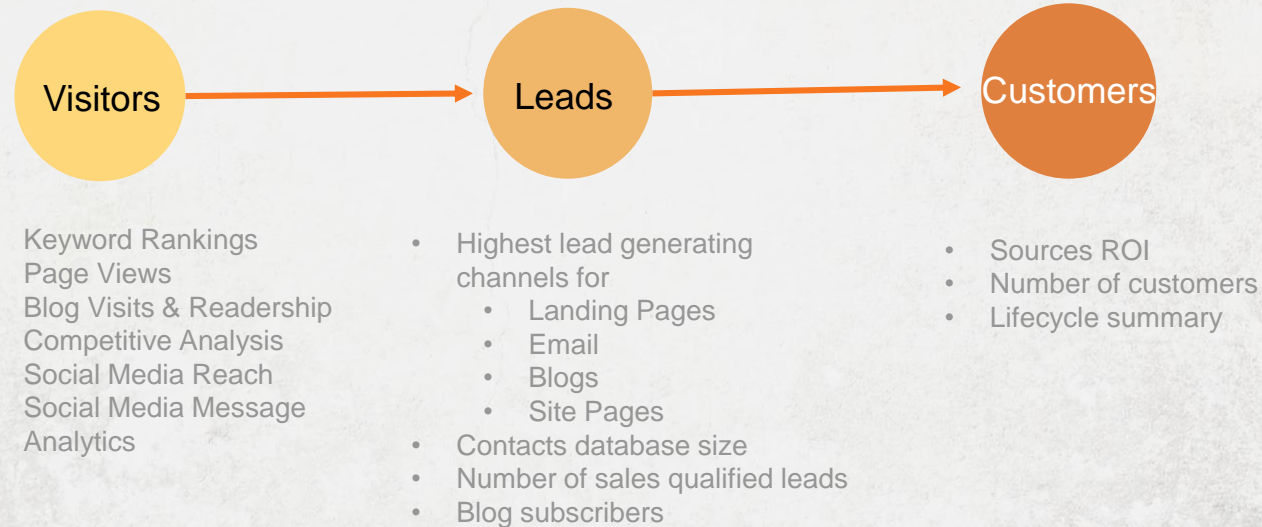 Visitors
Leads
Customers
Keyword Rankings
Page Views
Blog Visits & Readership
Competitive Analysis
Social Media Reach
Social Media Message
Analytics
• Highest lead generating
channels for
• Landing Pages
• Email
• Blogs
• Site Pages
• Contacts database size
• Number of sales qualified leads
• Blog subscribers
• Sources ROI
• Number of customers
• Lifecycle summary